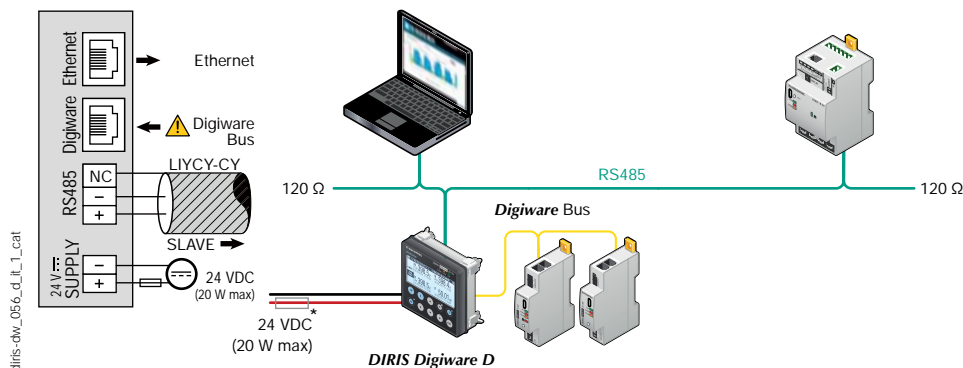 Ethernet
Ethernet
Digiware
Digiware
Bus
RS485
NC
–
+
LIYCY-CY
SLAVE
24 V
SUPPLY
–
+
24 VDC
(20 W max)
diris-dw_056_d_it_1_cat
120 Ω
RS485
120 Ω
Digiware Bus
24 VDC
*
(20 W max)
DIRIS Digiware D